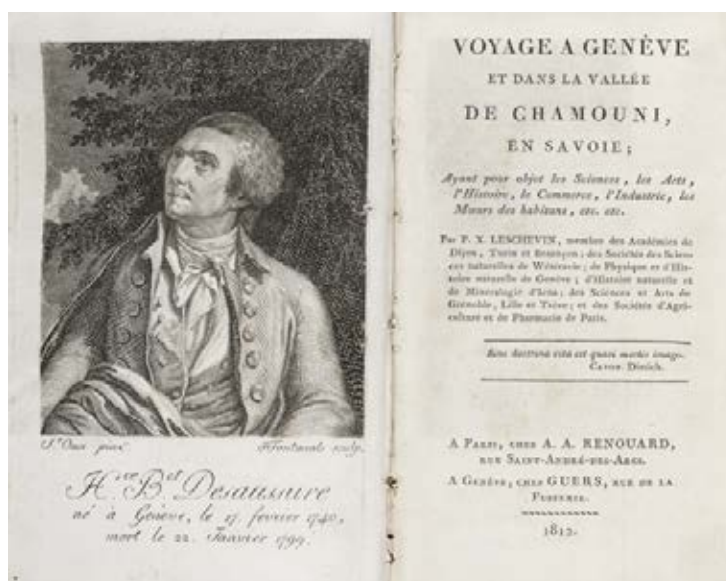 St. Ours pinx.
H.ce B.et Desaussure
né à Genève, le 17. fevrier 1740,
mort le 22. Janvier 1799.
VOYAGE A GENÈVE
ET DANS LA VALLÉE
DE CHAMOUNI,
EN SAVOIE;
Ayant pour objet les Sciences, les Arts,
l'Histoire, le Commerce, l'Industrie, les
Mœurs des habitans, etc. etc.
Par P. X. LESCHEVIN, membre des Académies de
Dijon, Turin et Besançon; des Sociétés des Scien
ces naturelles de Wétéravie; de Physique et d'His-
toire naturelle de Genève; d'Histoire naturelle et
de Minéralogie d'Iena; des Sciences et Arts de
Grenoble, Lille et Trève; et des Sociétés d'Agri-
culture et de Pharmacie de Paris.
Sine doctrina vita est quasi mortis imago.
CATON Distich.
A PARIS, CHEZ A. A. RENOUARD,
RUE SAINT-ANDRÉ-DES-ARCS.
A GENÈVE, CHEZ GUERS, RUE DE LA
FUSTERIE.
1812.